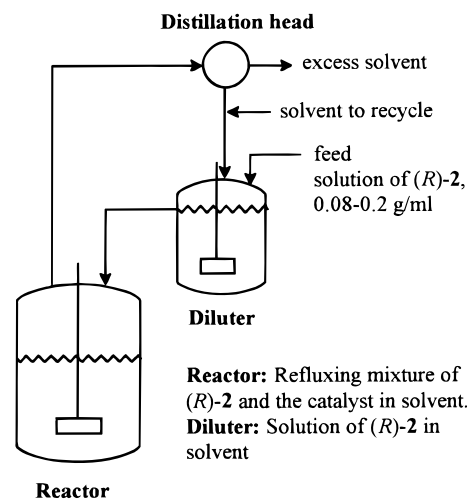 Distillation head
excess solvent
solvent to recycle
feed
solution of (R)-2,
0.08-0.2 g/ml
Diluter
Reactor: Refluxing mixture of
(R)-2 and the catalyst in solvent.
Diluter: Solution of (R)-2 in
solvent
Reactor